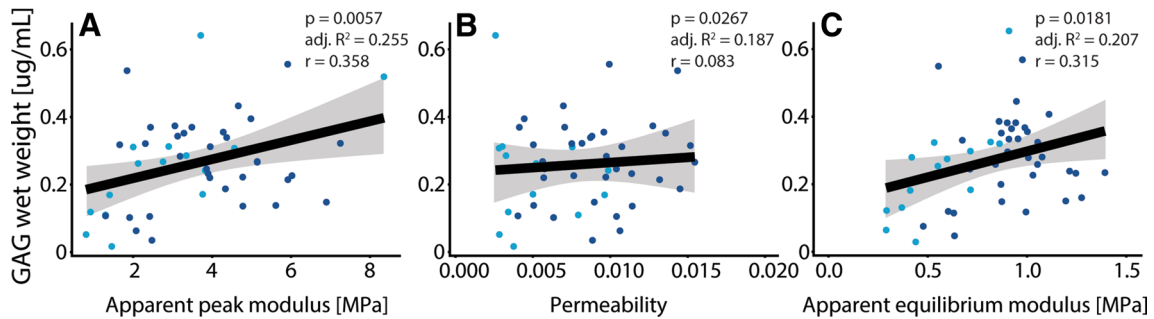 A
p = 0.0057
adj. R² = 0.255
r = 0.358
B
p = 0.0267
adj. R² = 0.187
r = 0.083
C
p = 0.0181
adj. R² = 0.207
r = 0.315
GAG wet weight [ug/mL]
0.6
0.4
0.2
0
2 4 6 8
Apparent peak modulus [MPa]
0.6
0.4
0.2
0
0.000 0.005 0.010 0.015 0.020
Permeability
0.6
0.4
0.2
0
0.0 0.5 1.0 1.5
Apparent equilibrium modulus [MPa]